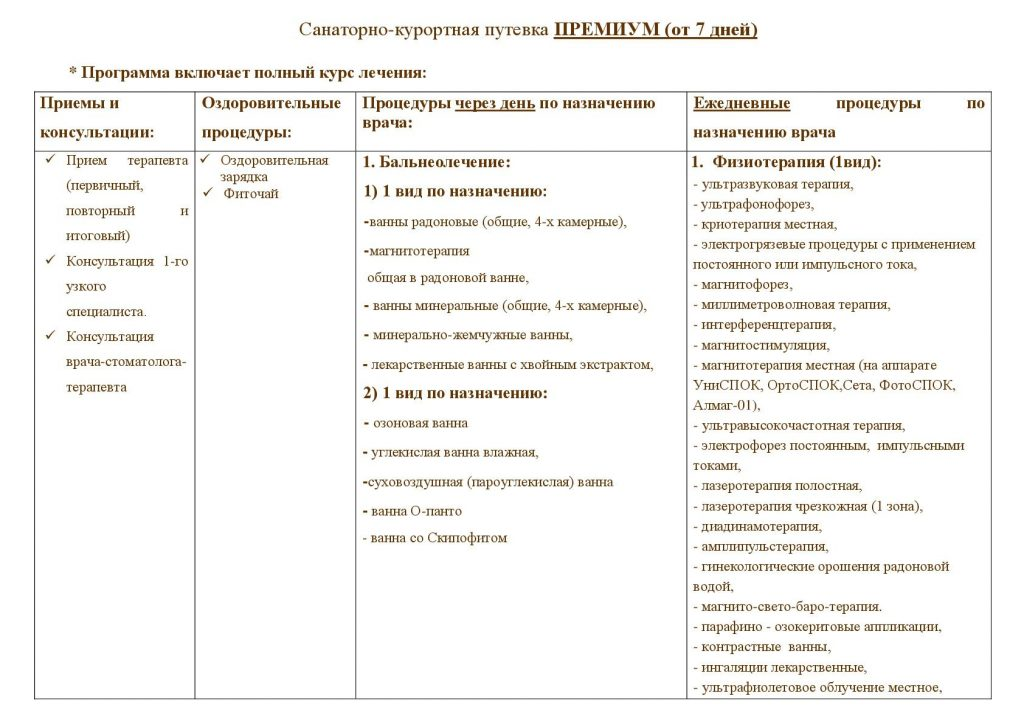 Санаторно-курортная путевка ПРЕМИУМ (от 7 дней)
* Программа включает полный курс лечения:
Приемы и
консультации:
Оздоровительные
процедуры:
Процедуры через день по назначению
врача:
Ежедневные процедуры по
назначению врача
✓ Прием терапевта
(первичный,
повторный и
итоговый)
✓ Консультация 1-го
узкого
специалиста.
✓ Консультация
врача-стоматолога-
терапевта
✓ Оздоровительная
зарядка
✓ Фиточай
1. Бальнеолечение:
1) 1 вид по назначению:
-ванны радоновые (общие, 4-х камерные),
-магнитотерапия
общая в радоновой ванне,
- ванны минеральные (общие, 4-х камерные),
- минерально-жемчужные ванны,
- лекарственные ванны с хвойным экстрактом,
2) 1 вид по назначению:
- озоновая ванна
- углекислая ванна влажная,
-суховоздушная (пароуглекислая) ванна
- ванна О-панто
- ванна со Скипофитом
1. Физиотерапия (1вид):
- ультразвуковая терапия,
- ультрафонофорез,
- криотерапия местная,
- электрогрязевые процедуры с применением
постоянного или импульсного тока,
- магнитофорез,
- миллиметроволновая терапия,
- интерференцтерапия,
- магнитостимуляция,
- магнитотерапия местная (на аппарате
УниСПОК, ОртоСПОК,Сета, ФотоСПОК,
Алмаг-01),
- ультравысокочастотная терапия,
- электрофорез постоянным, импульсными
токами,
- лазеротерапия полостная,
- лазеротерапия чрезкожная (1 зона),
- диадинамотерапия,
- амплипульстерапия,
- гинекологические орошения радоновой
водой,
- магнито-свето-баро-терапия.
- парафино - озокеритовые аппликации,
- контрастные ванны,
- ингаляции лекарственные,
- ультрафиолетовое облучение местное,